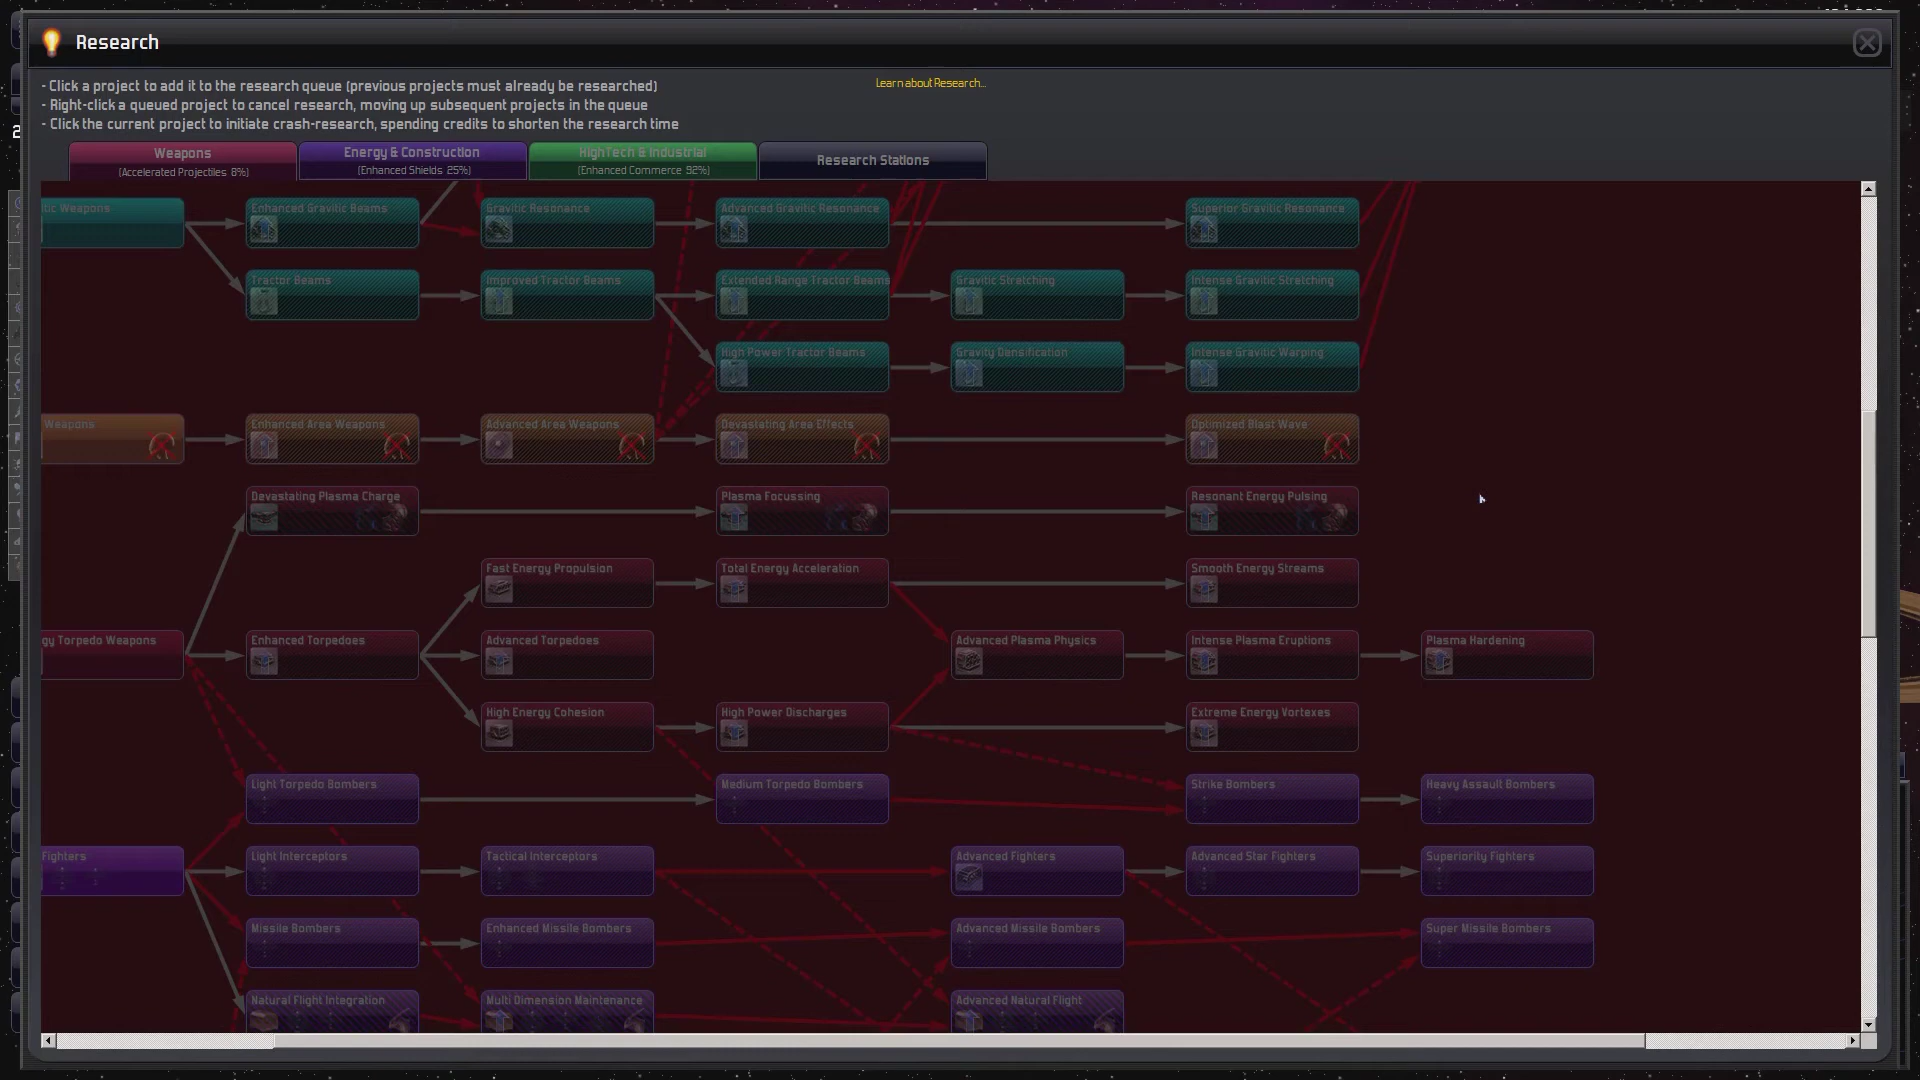 Research
- Click a project to add it to the research queue (previous projects must already be researched)
Learn about Research...
- Right-click a queued project to cancel research, moving up subsequent projects in the queue
- Click the current project to initiate crash-research, spending credits to shorten the research time
Weapons
(Accelerated Projectiles 8%)
Energy & Construction
(Enhanced Shields 25%)
HighTech & Industrial
(Enhanced Commerce 92%)
Research Stations
Weapons
Enhanced Gravitic Beams
Gravitic Resonance
Advanced Gravitic Resonance
Superior Gravitic Resonance
Tractor Beams
Improved Tractor Beams
Extended Range Tractor Beams
Gravitic Stretching
Intense Gravitic Stretching
High Power Tractor Beams
Gravity Densification
Intense Gravitic Warping
Weapons
Enhanced Area Weapons
Advanced Area Weapons
Devastating Area Effects
Optimized Blast Wave
Devastating Plasma Charge
Plasma Focussing
Resonant Energy Pulsing
Fast Energy Propulsion
Total Energy Acceleration
Smooth Energy Streams
gy Torpedo Weapons
Enhanced Torpedoes
Advanced Torpedoes
Advanced Plasma Physics
Intense Plasma Eruptions
Plasma Hardening
High Energy Cohesion
High Power Discharges
Extreme Energy Vortexes
Light Torpedo Bombers
Medium Torpedo Bombers
Strike Bombers
Heavy Assault Bombers
Fighters
Light Interceptors
Tactical Interceptors
Advanced Fighters
Advanced Star Fighters
Superiority Fighters
Missile Bombers
Enhanced Missile Bombers
Advanced Missile Bombers
Super Missile Bombers
Natural Flight Integration
Multi Dimension Maintenance
Advanced Natural Flight